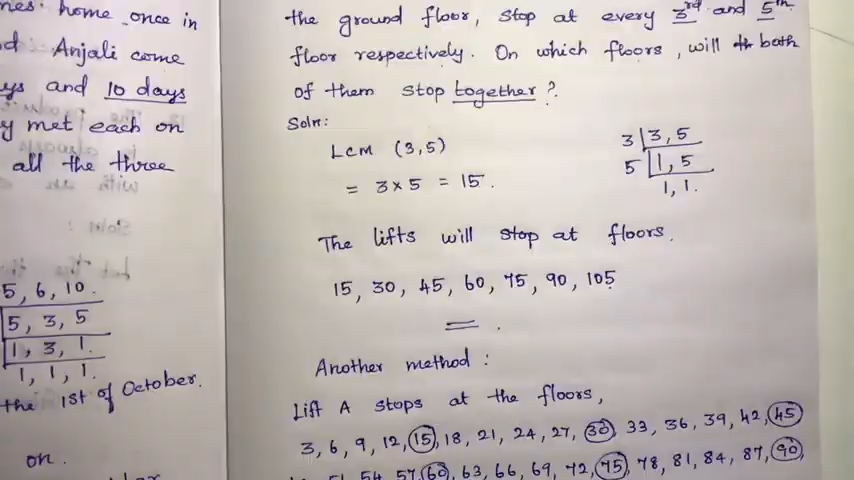 nes home once in
d Anjali come
ys and 10 days
y met each on
all the three
5, 6, 10.
5, 3, 5
1, 3, 1.
1, 1, 1.
the 1st of October.
on.
the ground floor, stop at every 3rd and 5th
floor respectively. On which floors, will both
of them stop together?
Soln:
Lcm (3,5)
= 3 x 5 = 15.
3 | 3, 5
5 | 1, 5
1, 1.
The lifts will stop at floors.
15, 30, 45, 60, 75, 90, 105
Another method:
Lift A stops at the floors,
3, 6, 9, 12, 15, 18, 21, 24, 27, 30, 33, 36, 39, 42, 45
51, 54, 57, 60, 63, 66, 69, 72, 75, 78, 81, 84, 87, 90,